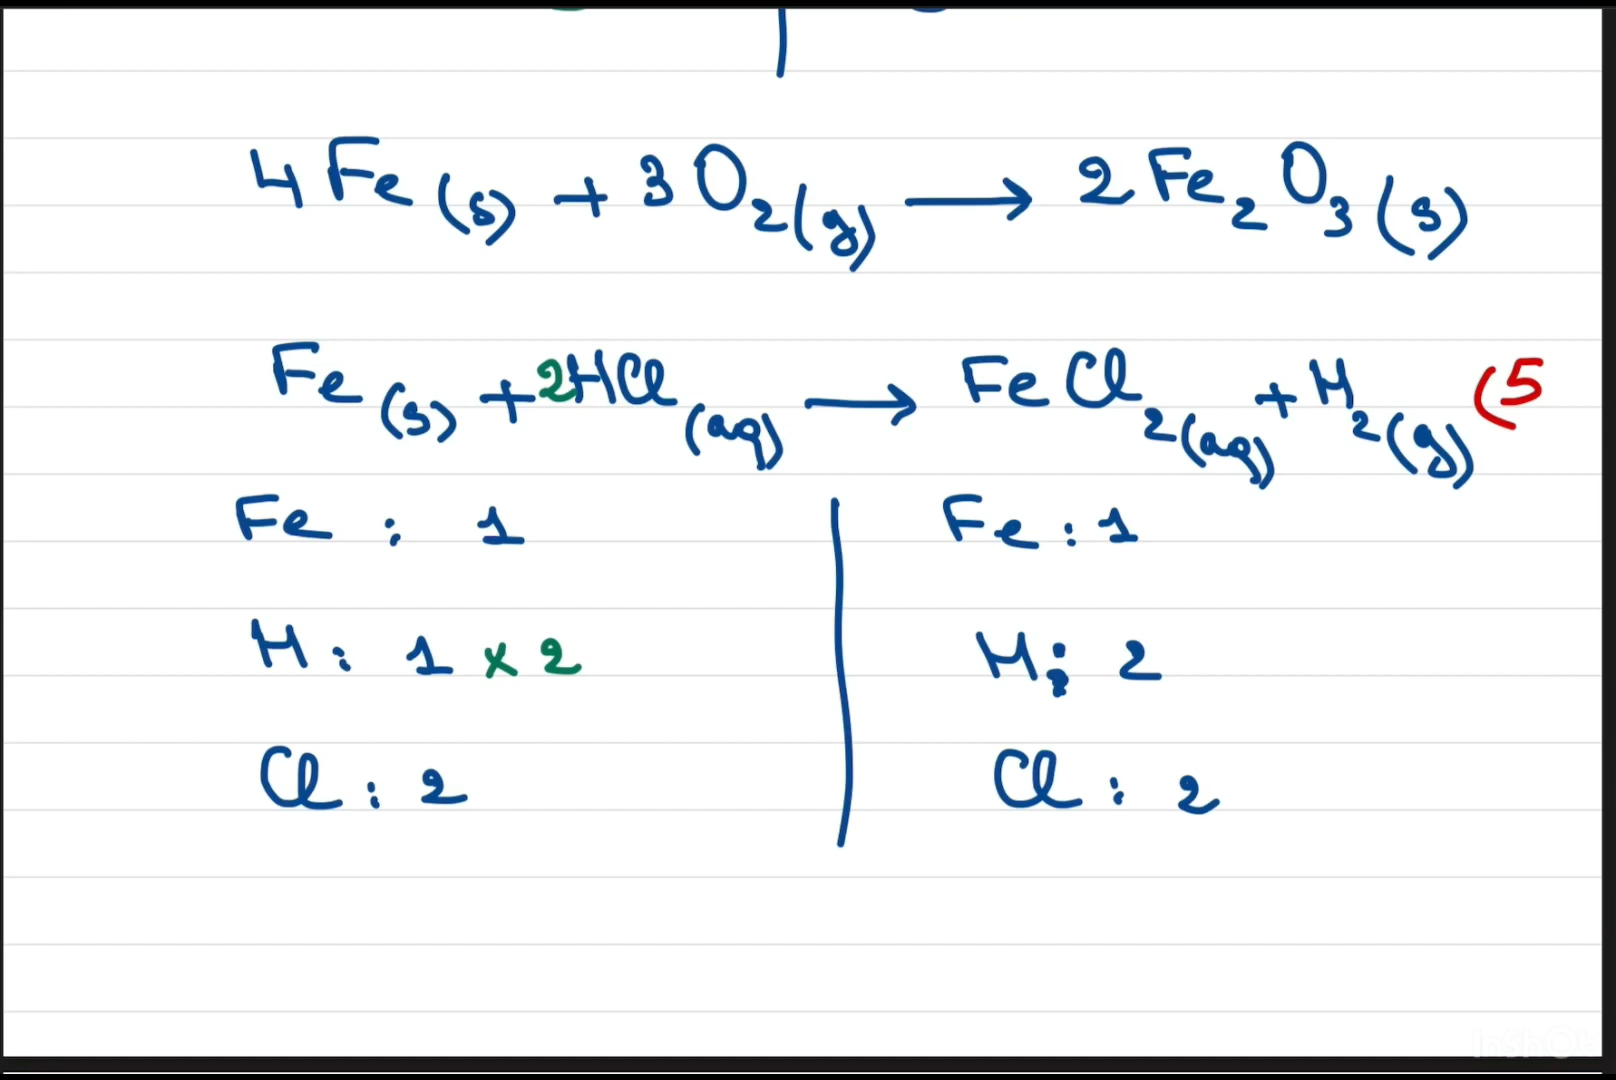 4Fe(s) + 3O₂(g) → 2Fe₂O₃(s)
Fe(s) + 2HCl(aq) → FeCl₂(aq) + H₂(g) (5
Fe : 1 Fe : 1
H : 1 × 2 H : 2
Cl : 2 Cl : 2
InShOt